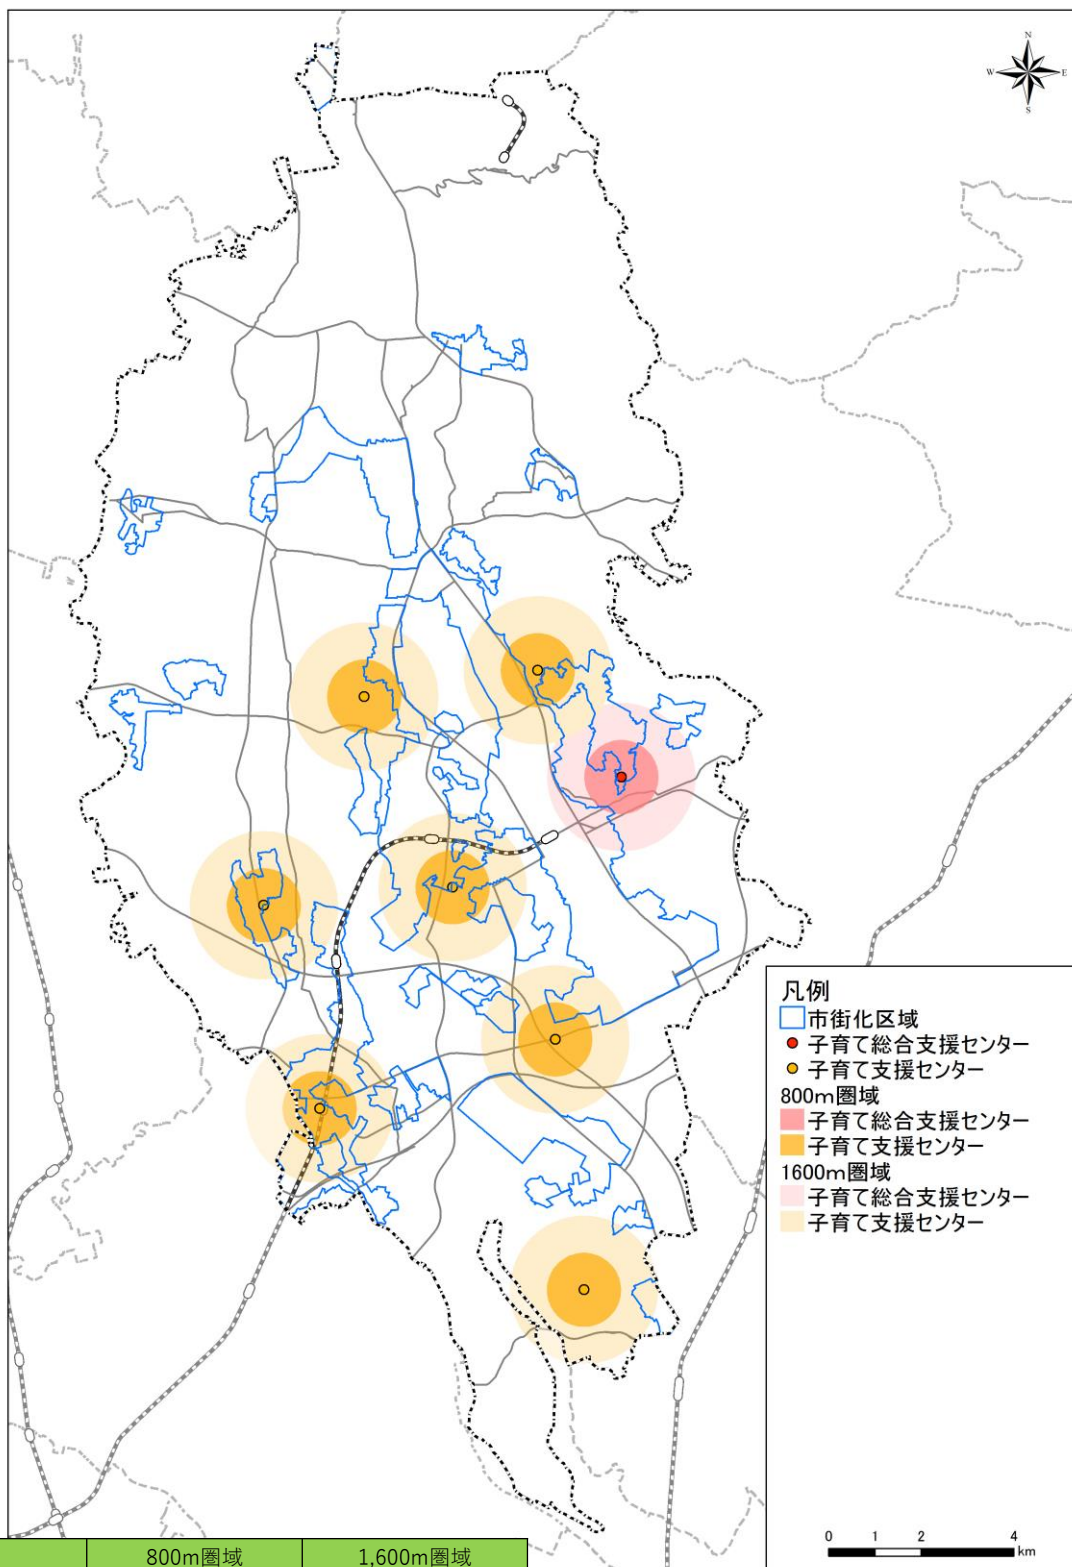 N
W E
S
凡例
市街化区域
子育て総合支援センター
子育て支援センター
800m圏域
子育て総合支援センター
子育て支援センター
1600m圏域
子育て総合支援センター
子育て支援センター
0 1 2 4
km
800m圏域 1,600m圏域